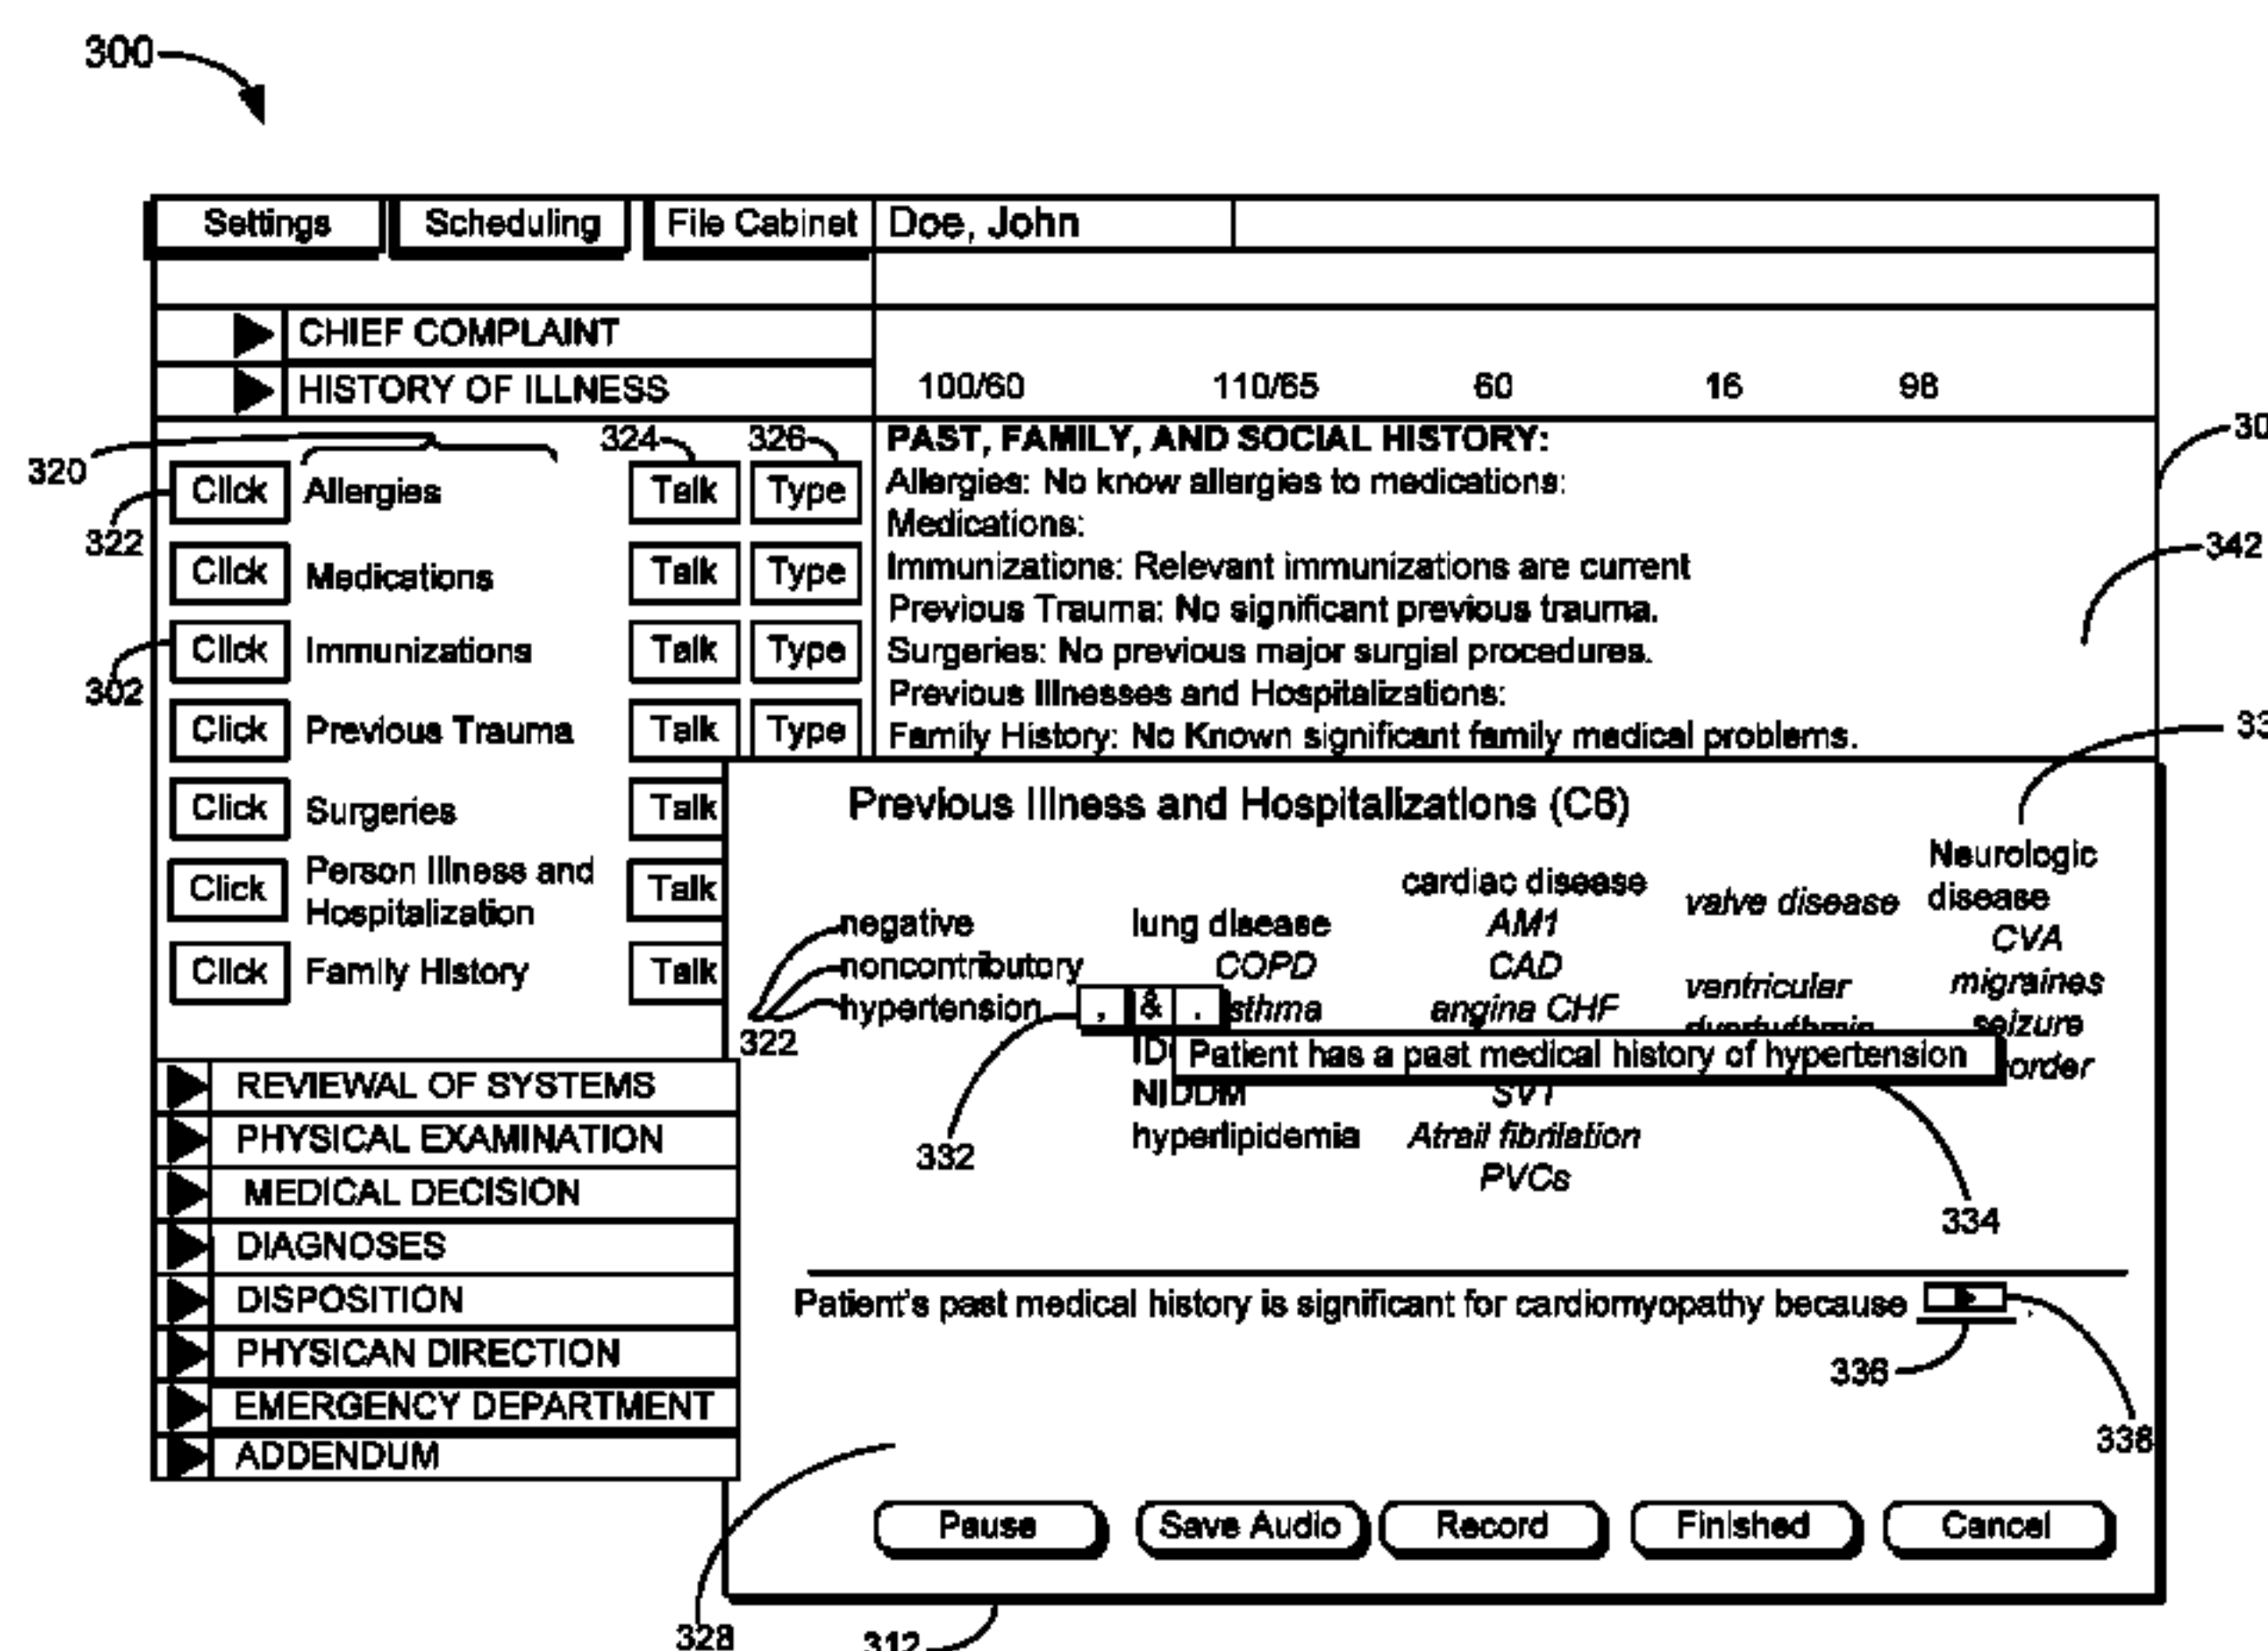 300
Settings Scheduling File Cabinet Doe, John
CHIEF COMPLAINT
HISTORY OF ILLNESS 100/60 110/65 60 16 98
320 324 326 PAST, FAMILY, AND SOCIAL HISTORY:
Click Allergies Talk Type Allergies: No know allergies to medications:
322 Medications:
342
Click Medications Talk Type Immunizations: Relevant immunizations are current
Previous Trauma: No significant previous trauma.
Click Immunizations Talk Type Surgeries: No previous major surgial procedures.
302 Previous Illnesses and Hospitalizations:
Click Previous Trauma Talk Type Family History: No Known significant family medical problems.
Click Surgeries Talk
Click Person Illness and Hospitalization Talk
Click Family History Talk
REVIEWAL OF SYSTEMS
PHYSICAL EXAMINATION
MEDICAL DECISION
DIAGNOSES
DISPOSITION
PHYSICAN DIRECTION
EMERGENCY DEPARTMENT
ADDENDUM
Previous Illness and Hospitalizations (C6)
negative
noncontributory
hypertension , & .
322
332
lung disease
COPD
NIDDM
hyperlipidemia
cardiac disease
AM1
CAD
angina CHF
SVT
Atrail fibrilation
PVCs
valve disease
ventricular
Neurologic
disease
CVA
migraines
seizure
Patient has a past medical history of hypertension
334
Patient's past medical history is significant for cardiomyopathy because .
336
338
Pause Save Audio Record Finished Cancel
328 312